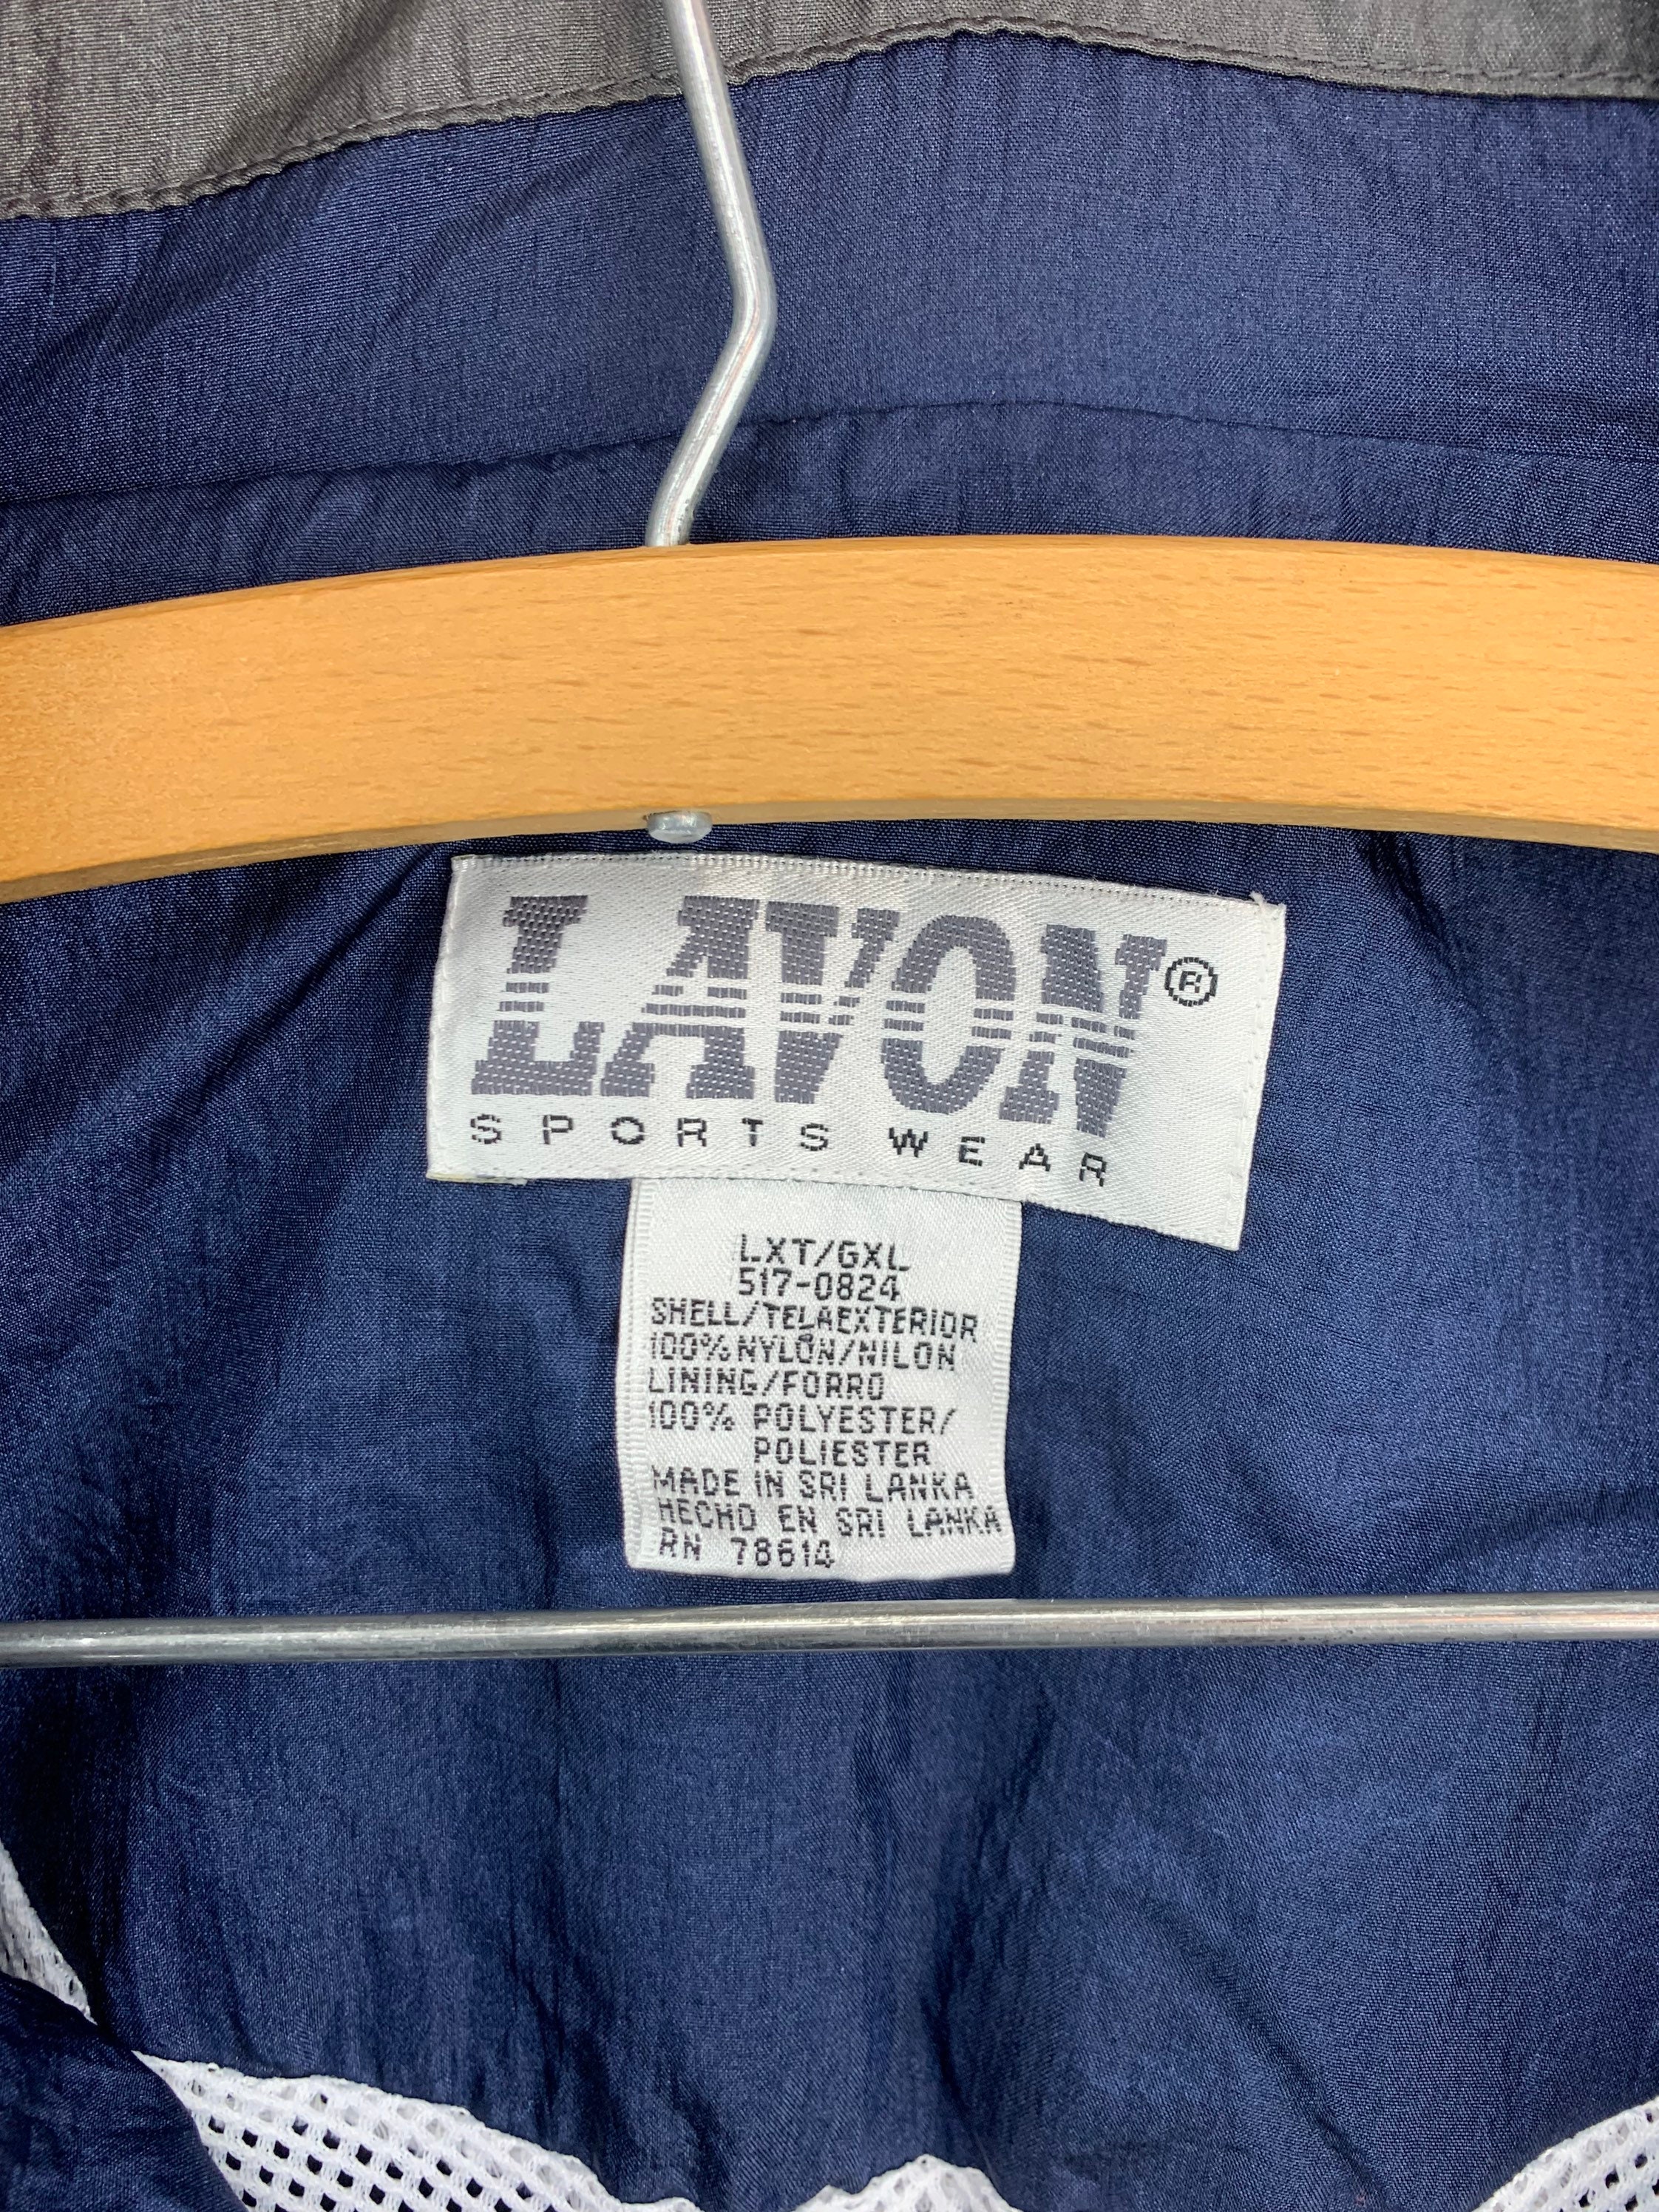 LAVON®
SPORTS WEAR
LXT/GXL
517-0824
SHELL/TELAEXTERIOR
100%NYLON/NILON
LINING/FORRO
100% POLYESTER/
POLIESTER
MADE IN SRI LANKA
HECHO EN SRI LANKA
RN 78614